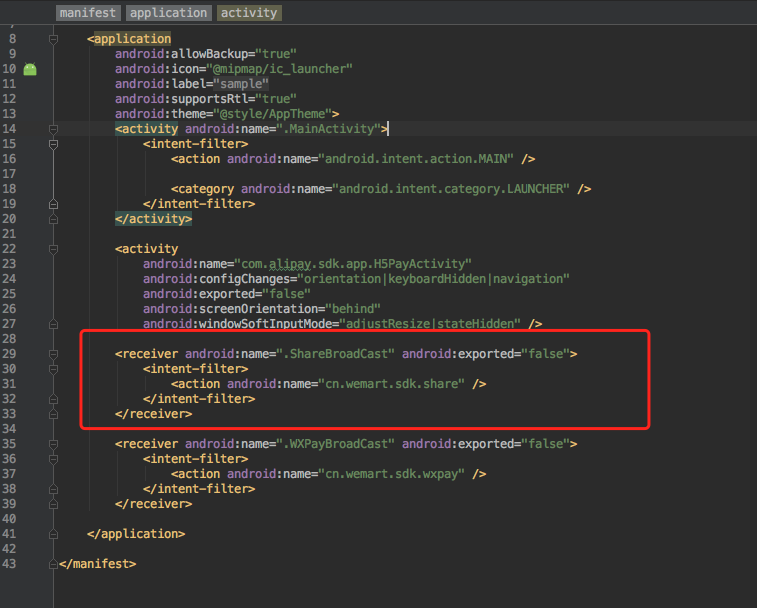 manifest application activity
8 <application
9 android:allowBackup="true"
10 android:icon="@mipmap/ic_launcher"
11 android:label="sample"
12 android:supportsRtl="true"
13 android:theme="@style/AppTheme">
14 <activity android:name=".MainActivity">
15 <intent-filter>
16 <action android:name="android.intent.action.MAIN" />
17
18 <category android:name="android.intent.category.LAUNCHER" />
19 </intent-filter>
20 </activity>
21
22 <activity
23 android:name="com.alipay.sdk.app.H5PayActivity"
24 android:configChanges="orientation|keyboardHidden|navigation"
25 android:exported="false"
26 android:screenOrientation="behind"
27 android:windowSoftInputMode="adjustResize|stateHidden" />
28
29 <receiver android:name=".ShareBroadCast" android:exported="false">
30 <intent-filter>
31 <action android:name="cn.wemart.sdk.share" />
32 </intent-filter>
33 </receiver>
34
35 <receiver android:name=".WXPayBroadCast" android:exported="false">
36 <intent-filter>
37 <action android:name="cn.wemart.sdk.wxpay" />
38 </intent-filter>
39 </receiver>
40
41 </application>
42
43 </manifest>